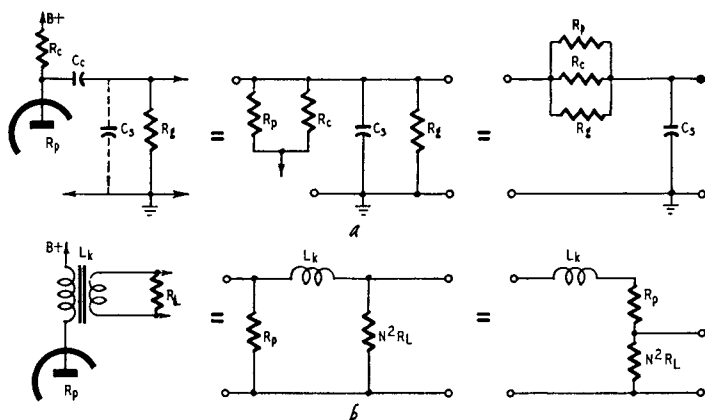 B+
Rc
Cc
Cs
Rg
Rp
=
Rp
Rc
Cs
Rg
=
Rp
Rc
Rg
Cs
a
B+
Lk
RL
Rp
=
Lk
Rp
N²RL
=
Lk
Rp
N²RL
b